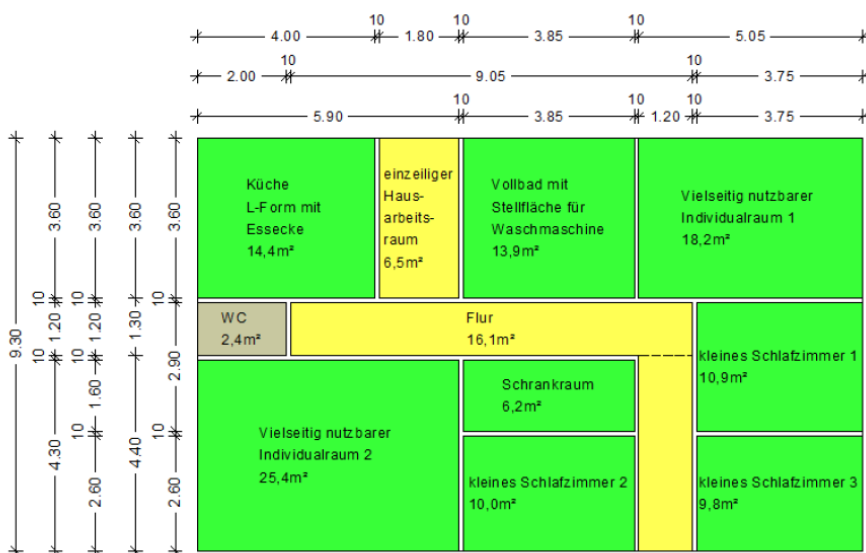 10 10 10
4.00 1.80 3.85 5.05
10 10
2.00 9.05 3.75
10 10 10
5.90 3.85 1.20 3.75
9.30
3.60 10 1.20 10 4.30
3.60 10 1.20 10 1.60 10 2.60
3.60 10 1.30 4.40
3.60 10 2.90 10 2.60
Küche
L-Form mit
Essecke
14,4m²
einzeiliger
Haus-
arbeits-
raum
6,5m²
Vollbad mit
Stellfläche für
Waschmaschine
13,9m²
Vielseitig nutzbarer
Individualraum 1
18,2m²
WC
2,4m²
Flur
16,1m²
kleines Schlafzimmer 1
10,9m²
Schrankraum
6,2m²
Vielseitig nutzbarer
Individualraum 2
25,4m²
kleines Schlafzimmer 2
10,0m²
kleines Schlafzimmer 3
9,8m²